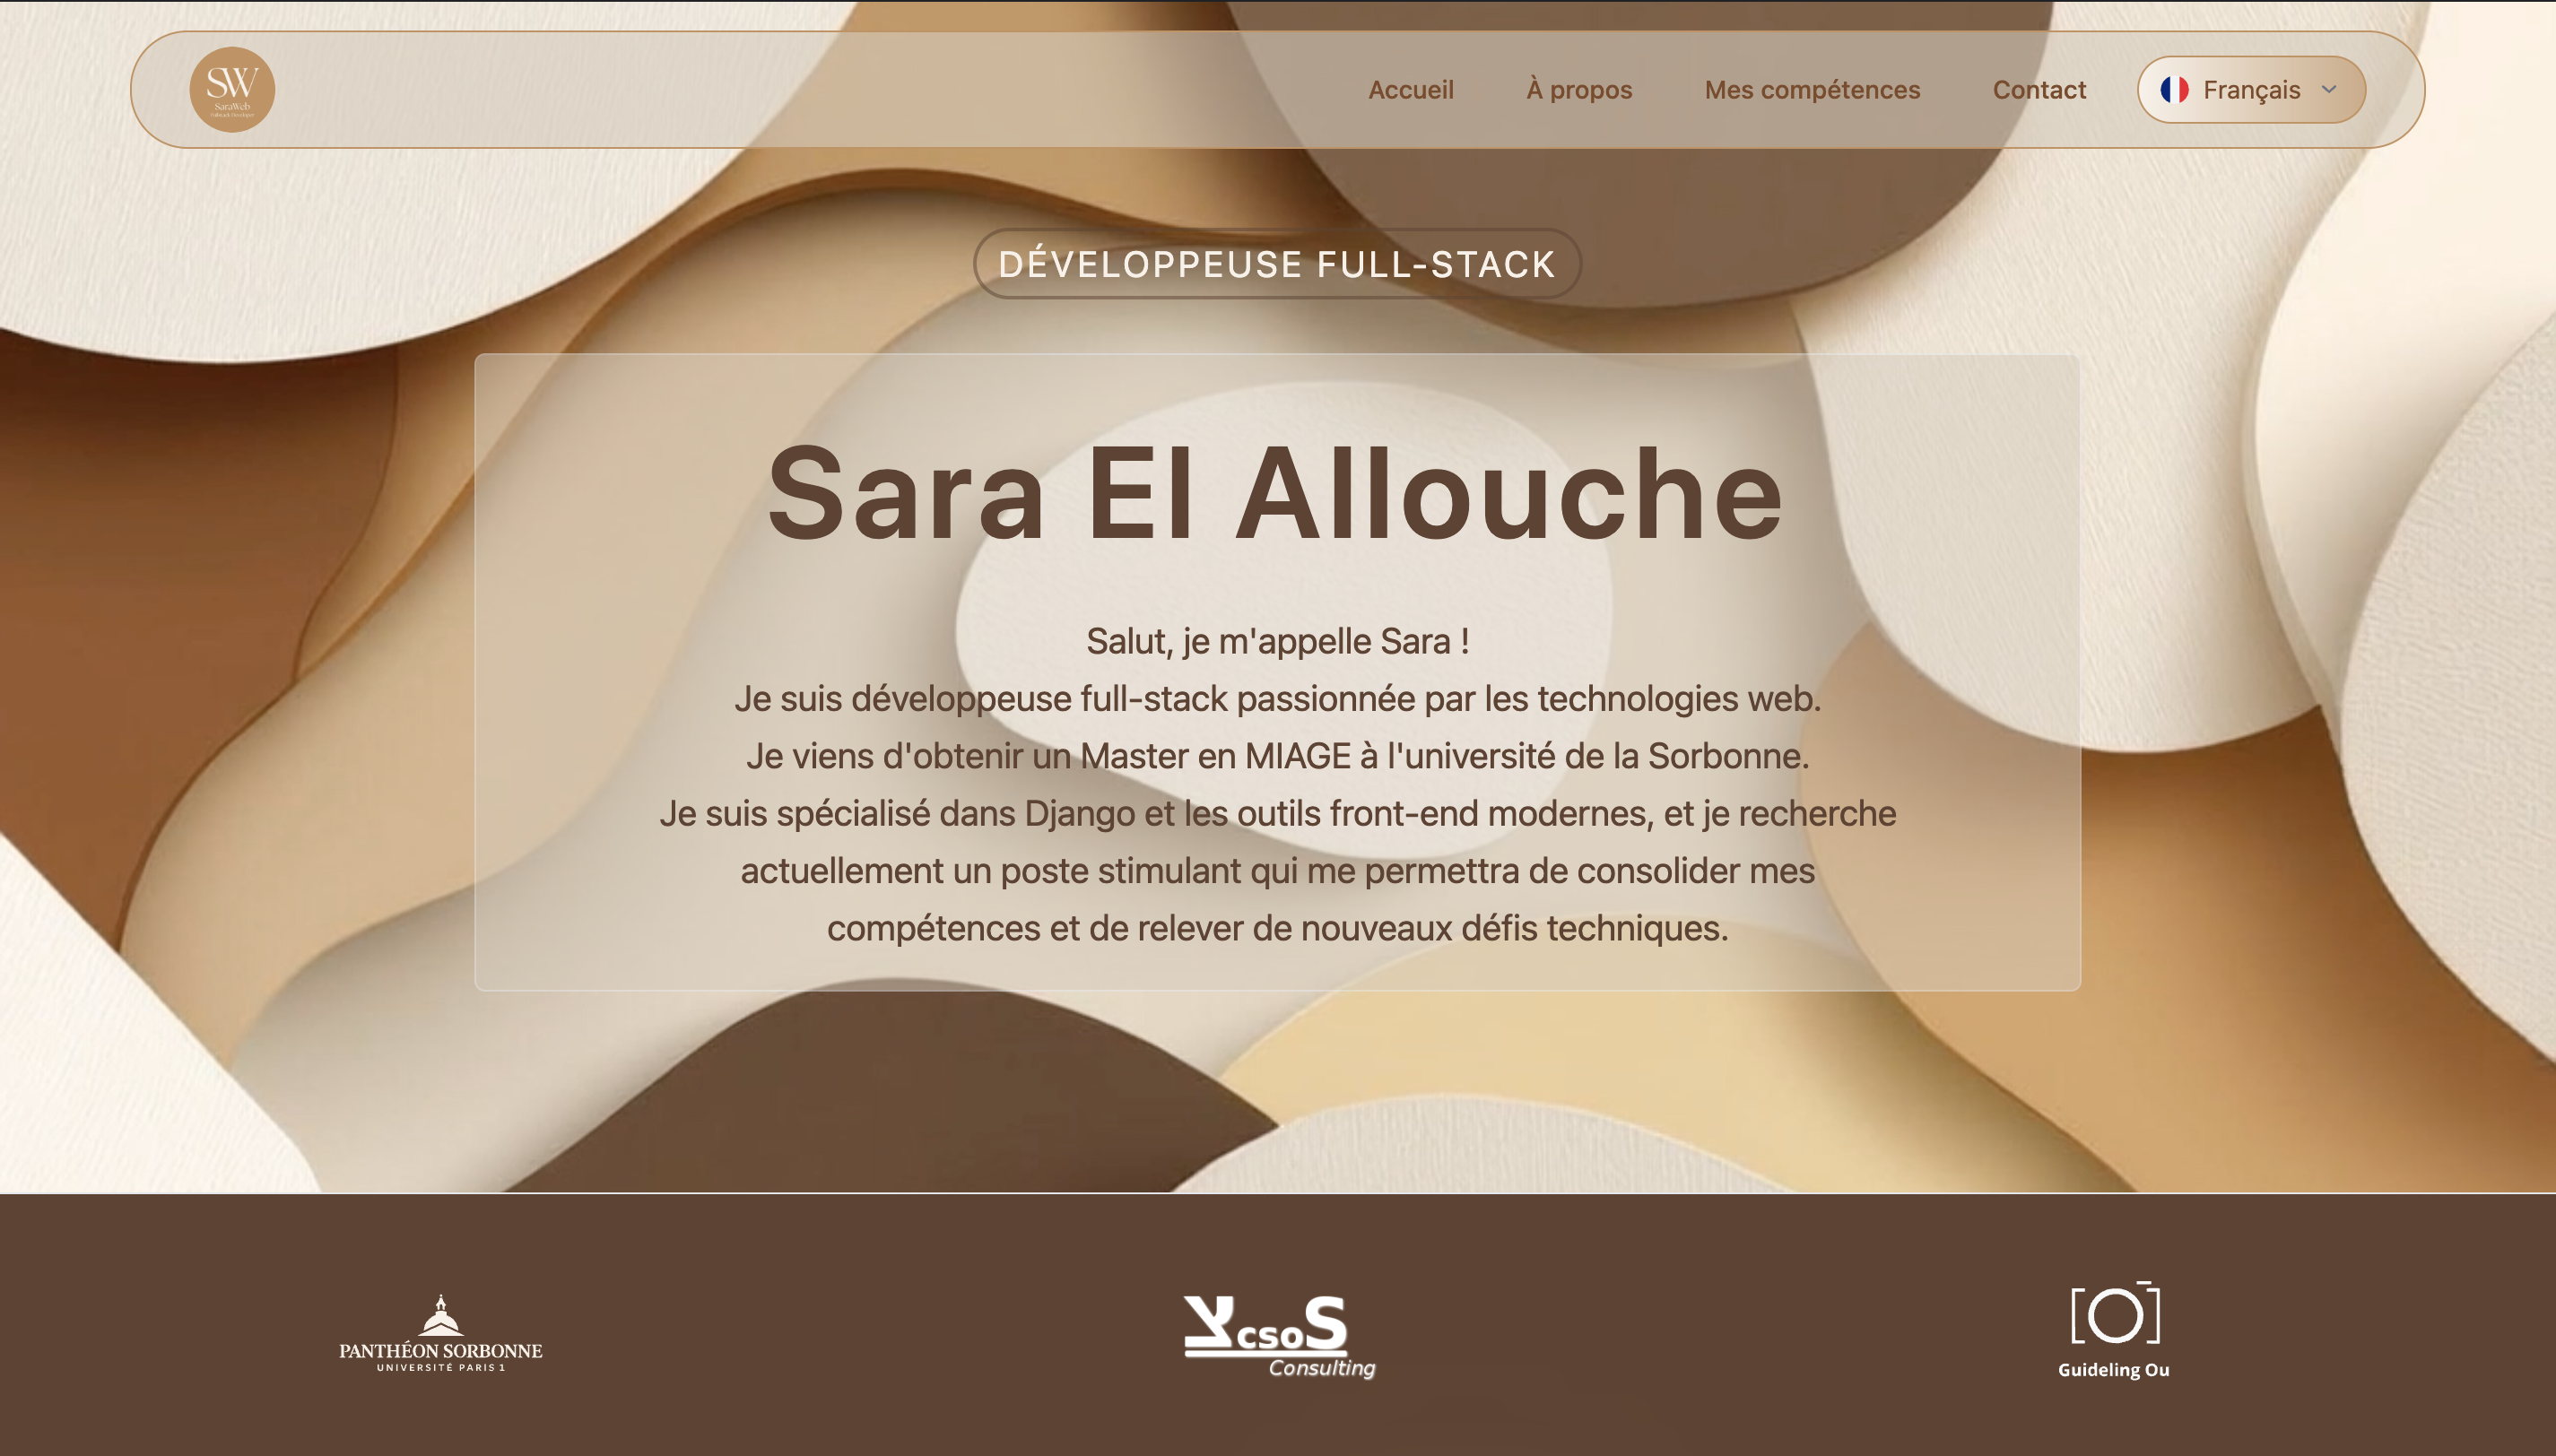 SW
SaraWeb
Fullstack Developer
Accueil
À propos
Mes compétences
Contact
Français
DÉVELOPPEUSE FULL-STACK
Sara El Allouche
Salut, je m'appelle Sara !
Je suis développeuse full-stack passionnée par les technologies web.
Je viens d'obtenir un Master en MIAGE à l'université de la Sorbonne.
Je suis spécialisé dans Django et les outils front-end modernes, et je recherche
actuellement un poste stimulant qui me permettra de consolider mes
compétences et de relever de nouveaux défis techniques.
PANTHÉON SORBONNE
UNIVERSITÉ PARIS 1
csoS
Consulting
Guideling Ou